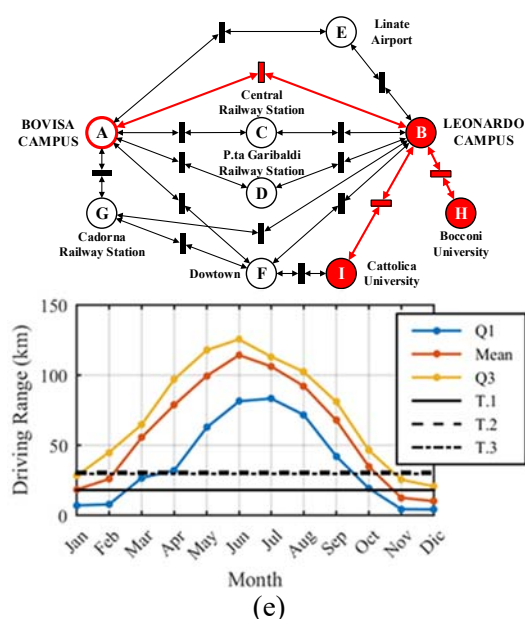 E
Linate
Airport
Central
Railway Station
BOVISA
CAMPUS
A
C
B
LEONARDO
CAMPUS
P.ta Garibaldi
Railway Station
D
G
H
Cadorna
Railway Station
Dowtown
F
I
Cattolica
University
Bocconi
University
150
100
50
0
Driving Range (km)
Jan
Feb
Mar
Apr
May
Jun
Jul
Aug
Sep
Oct
Nov
Dic
Month
Q1
Mean
Q3
T.1
T.2
T.3
(e)